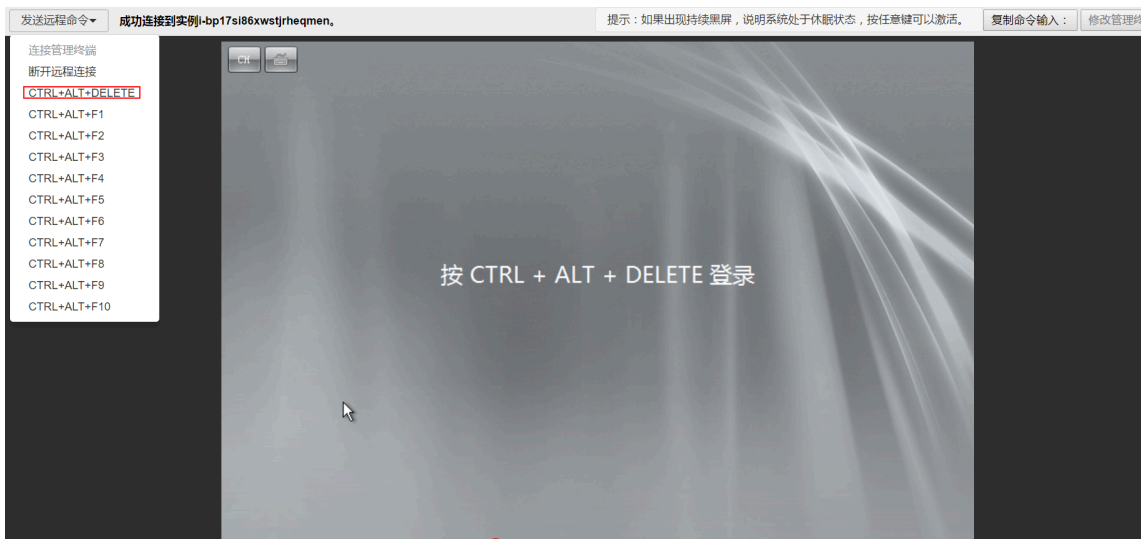 发送远程命令 成功连接到实例i-bp17si86xwstjrheqmen。 提示：如果出现持续黑屏，说明系统处于休眠状态，按任意键可以激活。 复制命令输入： 修改管理终
连接管理终端
断开远程连接
CTRL+ALT+DELETE
CTRL+ALT+F1
CTRL+ALT+F2
CTRL+ALT+F3
CTRL+ALT+F4
CTRL+ALT+F5
CTRL+ALT+F6
CTRL+ALT+F7
CTRL+ALT+F8
CTRL+ALT+F9
CTRL+ALT+F10
CH
按 CTRL + ALT + DELETE 登录